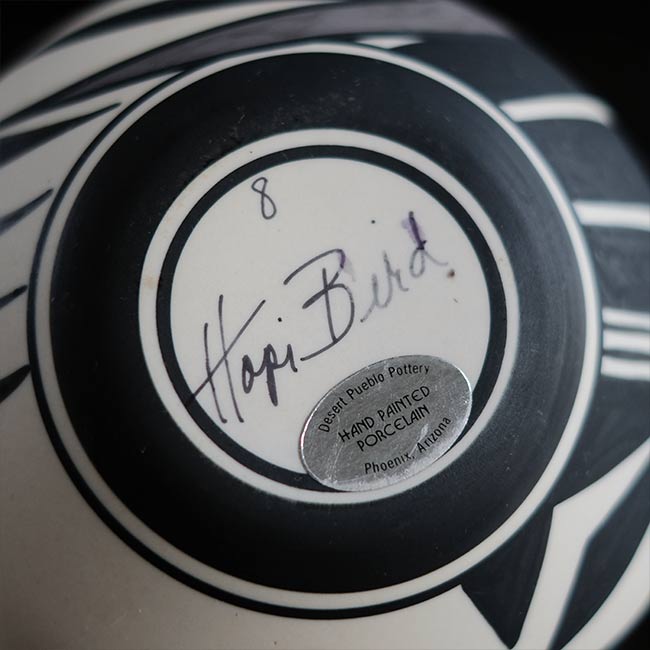 8
Hopi Bird
Desert Pueblo Pottery
HAND PAINTED
PORCELAIN
Phoenix, Arizona